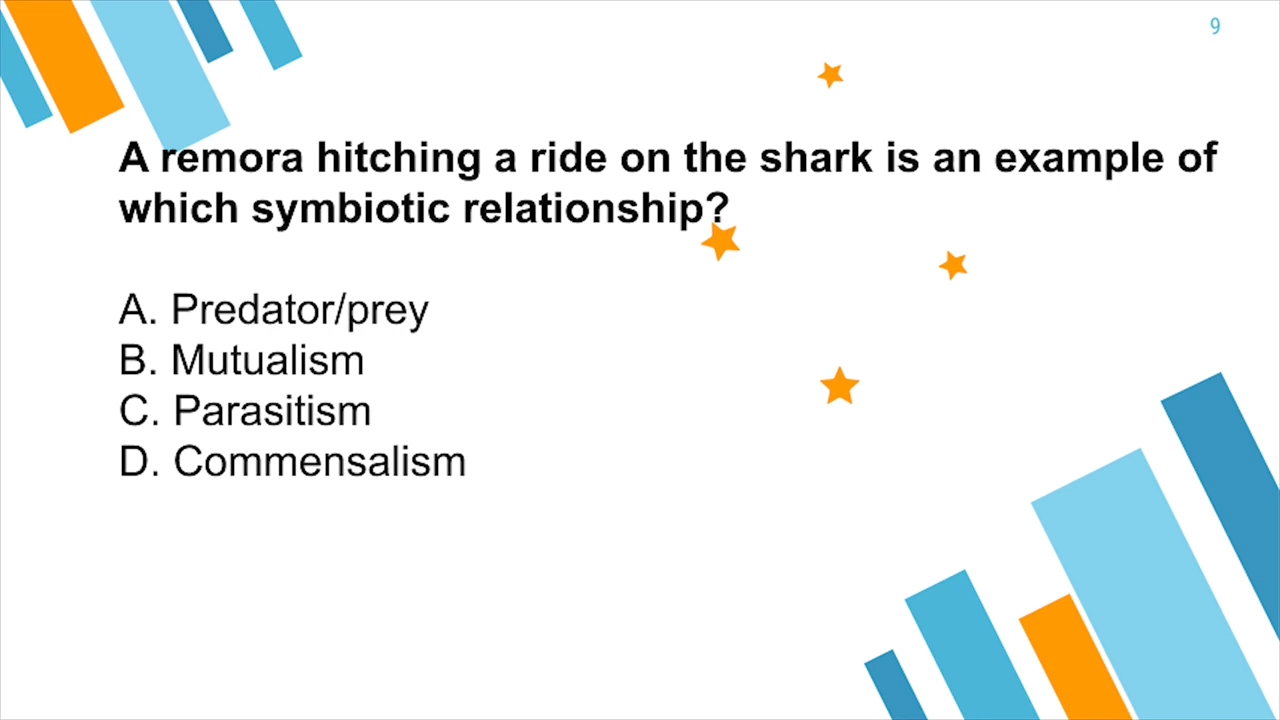 9
A remora hitching a ride on the shark is an example of
which symbiotic relationship?
A. Predator/prey
B. Mutualism
C. Parasitism
D. Commensalism